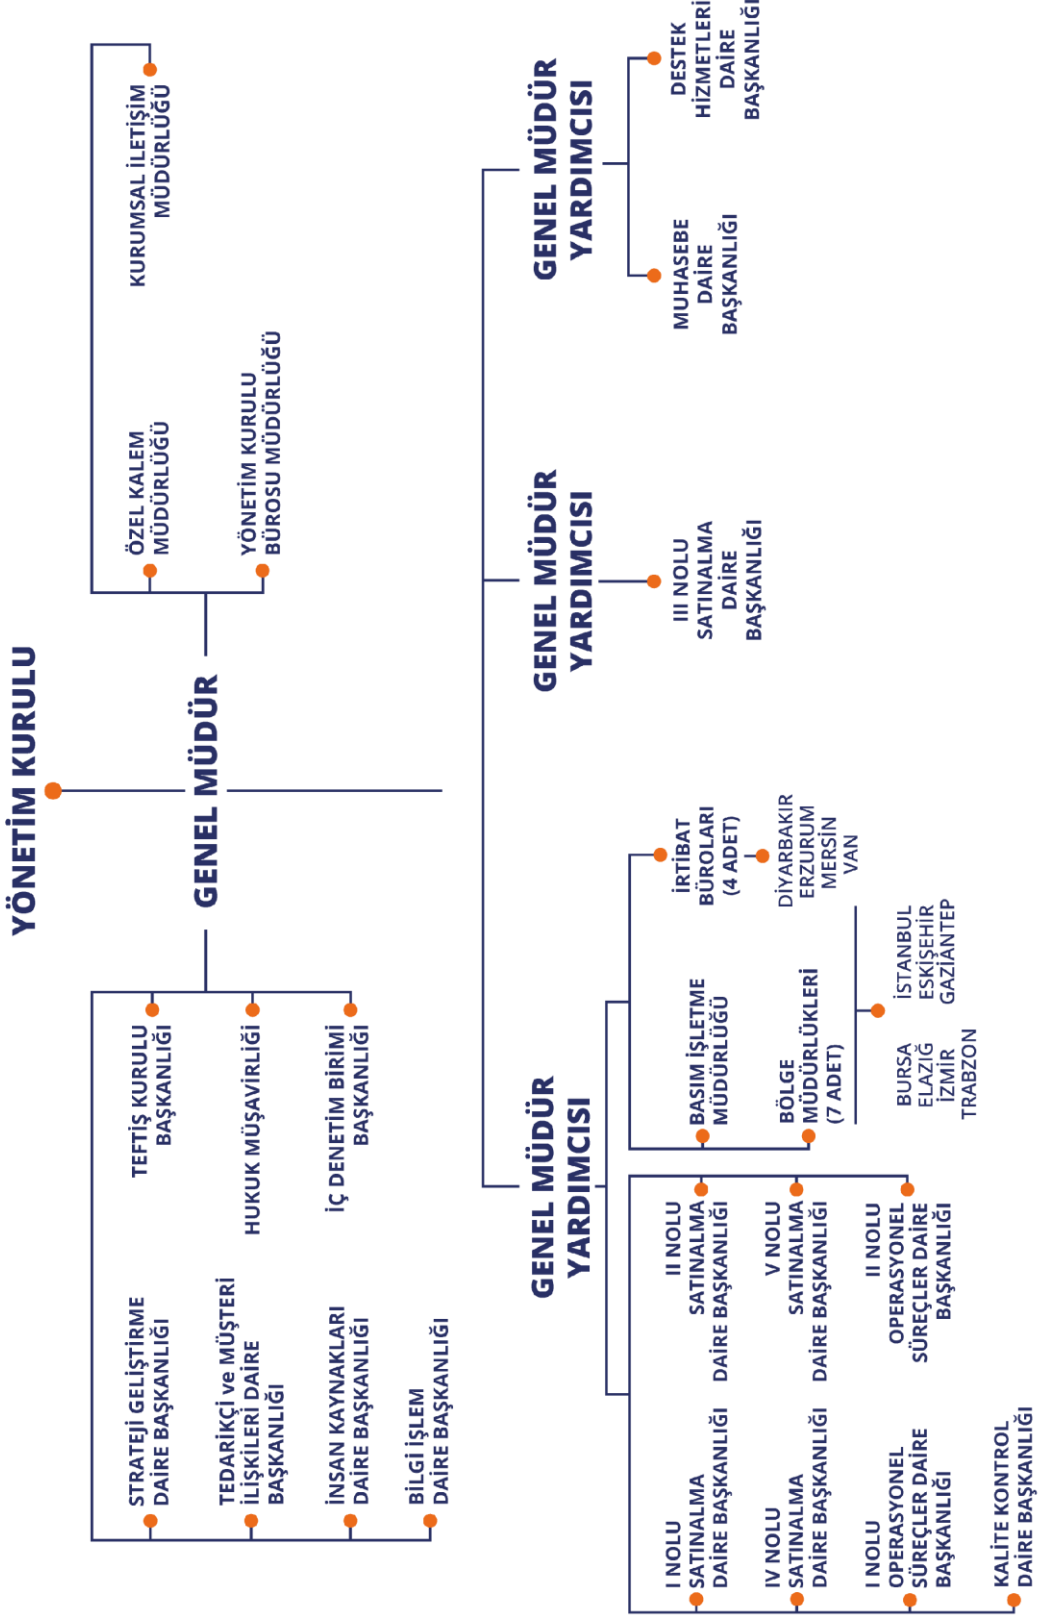 YÖNETİM KURULU
GENEL MÜDÜR
STRATEJİ GELİŞTİRME
DAİRE BAŞKANLIĞI
TEDARİKÇİ ve MÜŞTERİ
İLİŞKİLERİ DAİRE
BAŞKANLIĞI
İNSAN KAYNAKLARI
DAİRE BAŞKANLIĞI
BİLGİ İŞLEM
DAİRE BAŞKANLIĞI
TEFTİŞ KURULU
BAŞKANLIĞI
HUKUK MÜŞAVİRLİĞİ
İÇ DENETİM BİRİMİ
BAŞKANLIĞI
ÖZEL KALEM
MÜDÜRLÜĞÜ
YÖNETİM KURULU
BÜROSU MÜDÜRLÜĞÜ
KURUMSAL İLETİŞİM
MÜDÜRLÜĞÜ
GENEL MÜDÜR
YARDIMCISI
I NOLU
SATINALMA
DAİRE BAŞKANLIĞI
IV NOLU
SATINALMA
DAİRE BAŞKANLIĞI
I NOLU
OPERASYONEL
SÜREÇLER DAİRE
BAŞKANLIĞI
KALİTE KONTROL
DAİRE BAŞKANLIĞI
II NOLU
SATINALMA
DAİRE BAŞKANLIĞI
V NOLU
SATINALMA
DAİRE BAŞKANLIĞI
II NOLU
OPERASYONEL
SÜREÇLER DAİRE
BAŞKANLIĞI
BASIM İŞLETME
MÜDÜRLÜĞÜ
BÖLGE
MÜDÜRLÜKLERİ
(7 ADET)
BURSA
ELAZIĞ
İZMİR
TRABZON
İSTANBUL
ESKİŞEHİR
GAZİANTEP
İRTİBAT
BÜROLARI
(4 ADET)
DİYARBAKIR
ERZURUM
MERSİN
VAN
GENEL MÜDÜR
YARDIMCISI
III NOLU
SATINALMA
DAİRE
BAŞKANLIĞI
GENEL MÜDÜR
YARDIMCISI
MUHASEBE
DAİRE
BAŞKANLIĞI
DESTEK
HİZMETLERİ
DAİRE
BAŞKANLIĞI